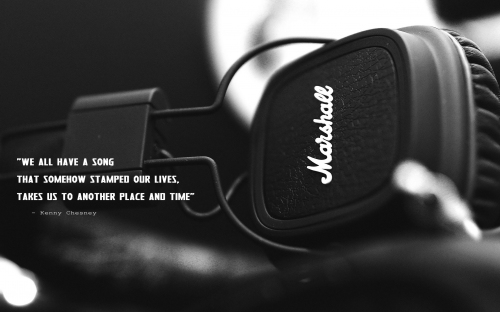 "WE ALL HAVE A SONG
THAT SOMEHOW STAMPED OUR LIVES,
TAKES US TO ANOTHER PLACE AND TIME"
- Kenny Chesney
Marshall